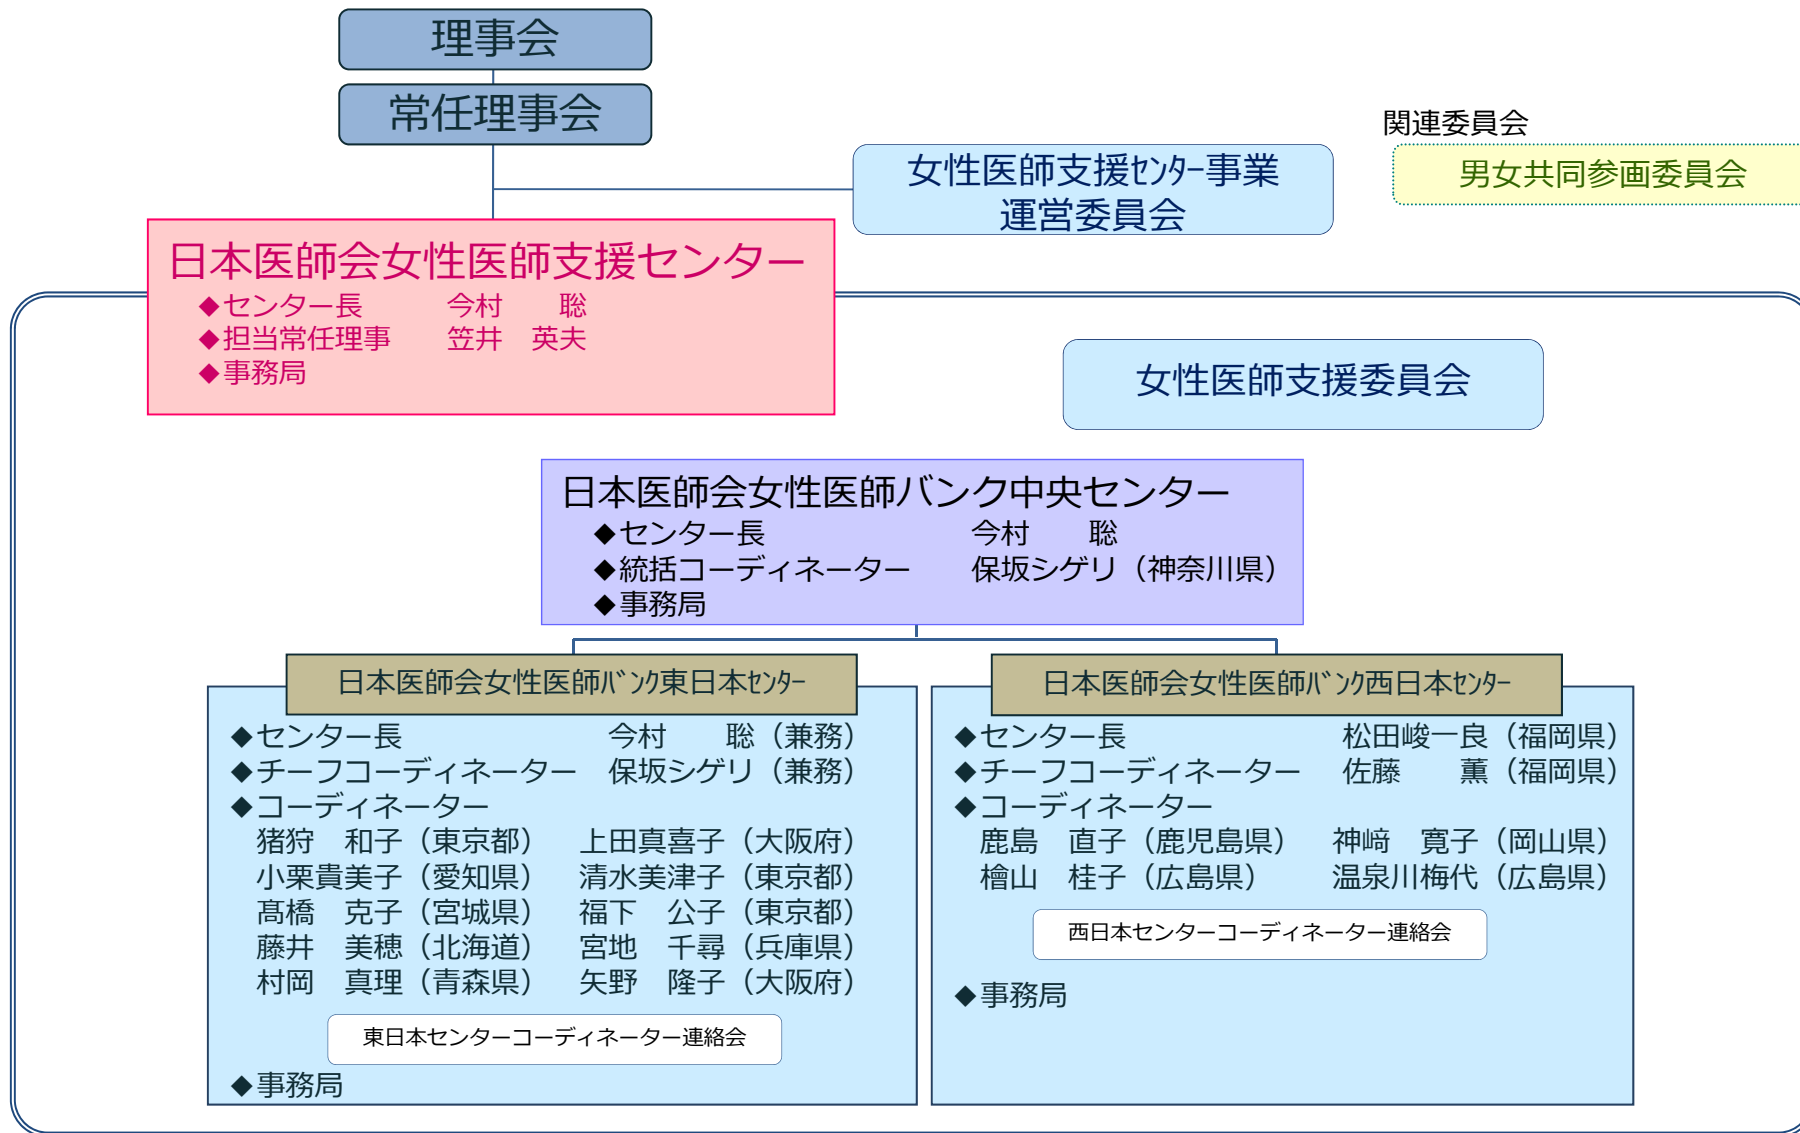 理事会
常任理事会
関連委員会
男女共同参画委員会
女性医師支援ｾﾝﾀｰ事業
運営委員会
日本医師会女性医師支援センター
◆センター長　　　今村　　聡
◆担当常任理事　　笠井　英夫
◆事務局
女性医師支援委員会
日本医師会女性医師バンク中央センター
◆センター長　　　　　　　今村　　聡
◆統括コーディネーター　　保坂シゲリ（神奈川県）
◆事務局
日本医師会女性医師ﾊﾞﾝｸ東日本ｾﾝﾀｰ
◆センター長　　　　　　　今村　　聡（兼務）
◆チーフコーディネーター　保坂シゲリ（兼務）
◆コーディネーター
猪狩　和子（東京都）　上田真喜子（大阪府）
小栗貴美子（愛知県）　清水美津子（東京都）
髙橋　克子（宮城県）　福下　公子（東京都）
藤井　美穂（北海道）　宮地　千尋（兵庫県）
村岡　真理（青森県）　矢野　隆子（大阪府）
東日本センターコーディネーター連絡会
◆事務局
日本医師会女性医師ﾊﾞﾝｸ西日本ｾﾝﾀｰ
◆センター長　　　　　　　松田峻一良（福岡県）
◆チーフコーディネーター　佐藤　　薫（福岡県）
◆コーディネーター
鹿島　直子（鹿児島県）　神﨑　寛子（岡山県）
檜山　桂子（広島県）　　温泉川梅代（広島県）
西日本センターコーディネーター連絡会
◆事務局